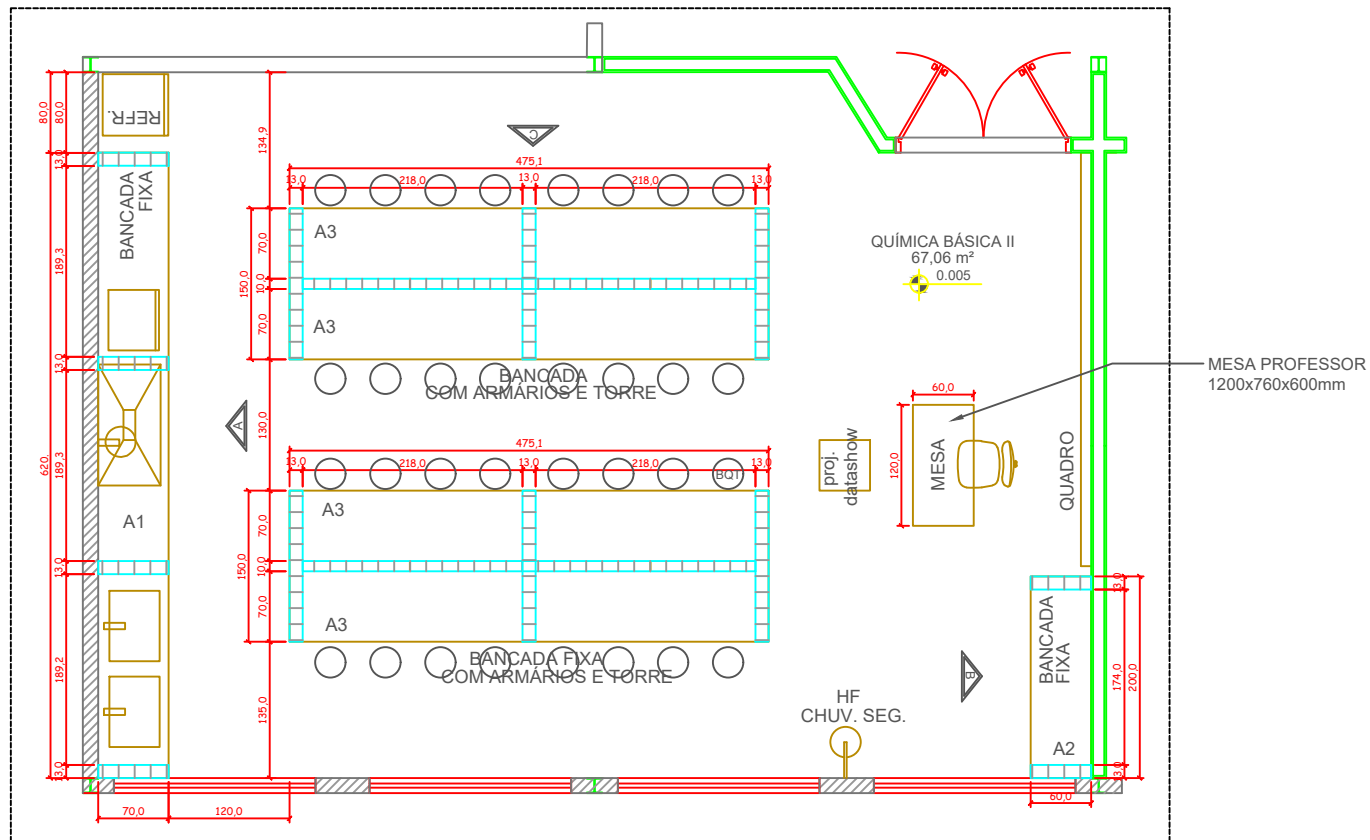 80,0
80,0
REFR.
134,9
C
475,1
13,0
218,0
13,0
218,0
13,0
13,0
BANCADA
FIXA
189,3
A3
70,0
150,0
10,0
A3
70,0
QUÍMICA BÁSICA II
67,06 m²
0.005
MESA PROFESSOR
1200x760x600mm
13,0
BANCADA
COM ARMÁRIOS E TORRE
60,0
A
130,0
475,1
13,0
218,0
13,0
218,0
13,0
BQT
620,
189,3
A1
A3
70,0
150,0
10,0
A3
70,0
proj.
datashow
120,0
MESA
QUADRO
13,0
189,2
BANCADA FIXA
COM ARMÁRIOS E TORRE
135,0
B
HF
CHUV. SEG.
BANCADA
FIXA
13,0
174,0
200,0
A2
13,0
13,0
70,0
120,0
60,0